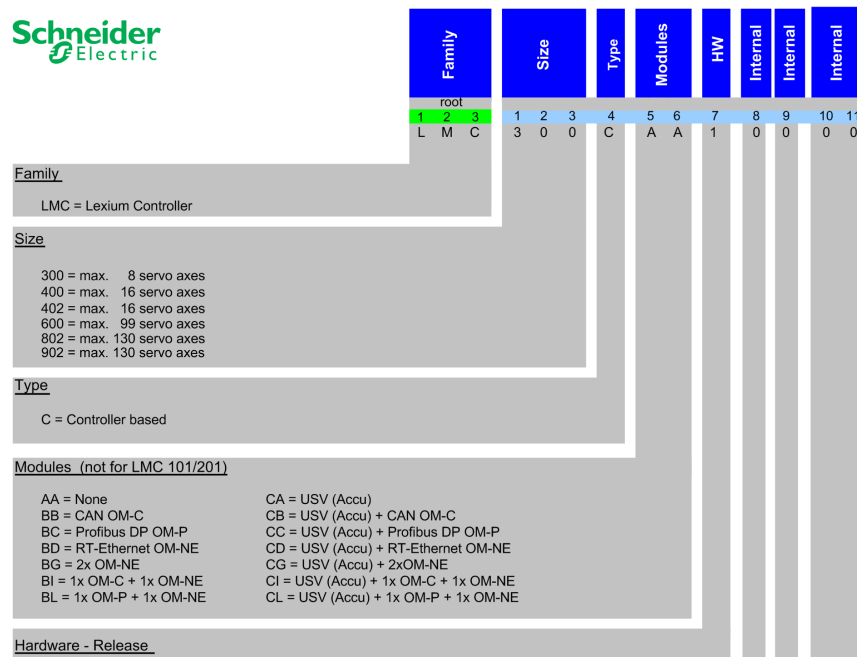 Schneider
Electric
Family
Size
Type
Modules
HW
Internal
Internal
Internal
root
1 2 3 1 2 3 4 5 6 7 8 9 10 11
L M C 3 0 0 C A A 1 0 0 0 0
Family
LMC = Lexium Controller
Size
300 = max. 8 servo axes
400 = max. 16 servo axes
402 = max. 16 servo axes
600 = max. 99 servo axes
802 = max. 130 servo axes
902 = max. 130 servo axes
Type
C = Controller based
Modules (not for LMC 101/201)
AA = None CA = USV (Accu)
BB = CAN OM-C CB = USV (Accu) + CAN OM-C
BC = Profibus DP OM-P CC = USV (Accu) + Profibus DP OM-P
BD = RT-Ethernet OM-NE CD = USV (Accu) + RT-Ethernet OM-NE
BG = 2x OM-NE CG = USV (Accu) + 2xOM-NE
BI = 1x OM-C + 1x OM-NE CI = USV (Accu) + 1x OM-C + 1x OM-NE
BL = 1x OM-P + 1x OM-NE CL = USV (Accu) + 1x OM-P + 1x OM-NE
Hardware - Release